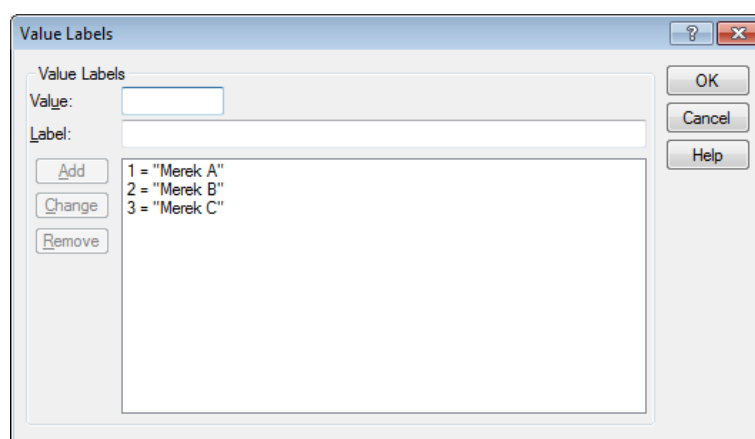 Value Labels
Value Labels
Value:
Label:
Add
Change
Remove
1 = "Merek A"
2 = "Merek B"
3 = "Merek C"
OK
Cancel
Help